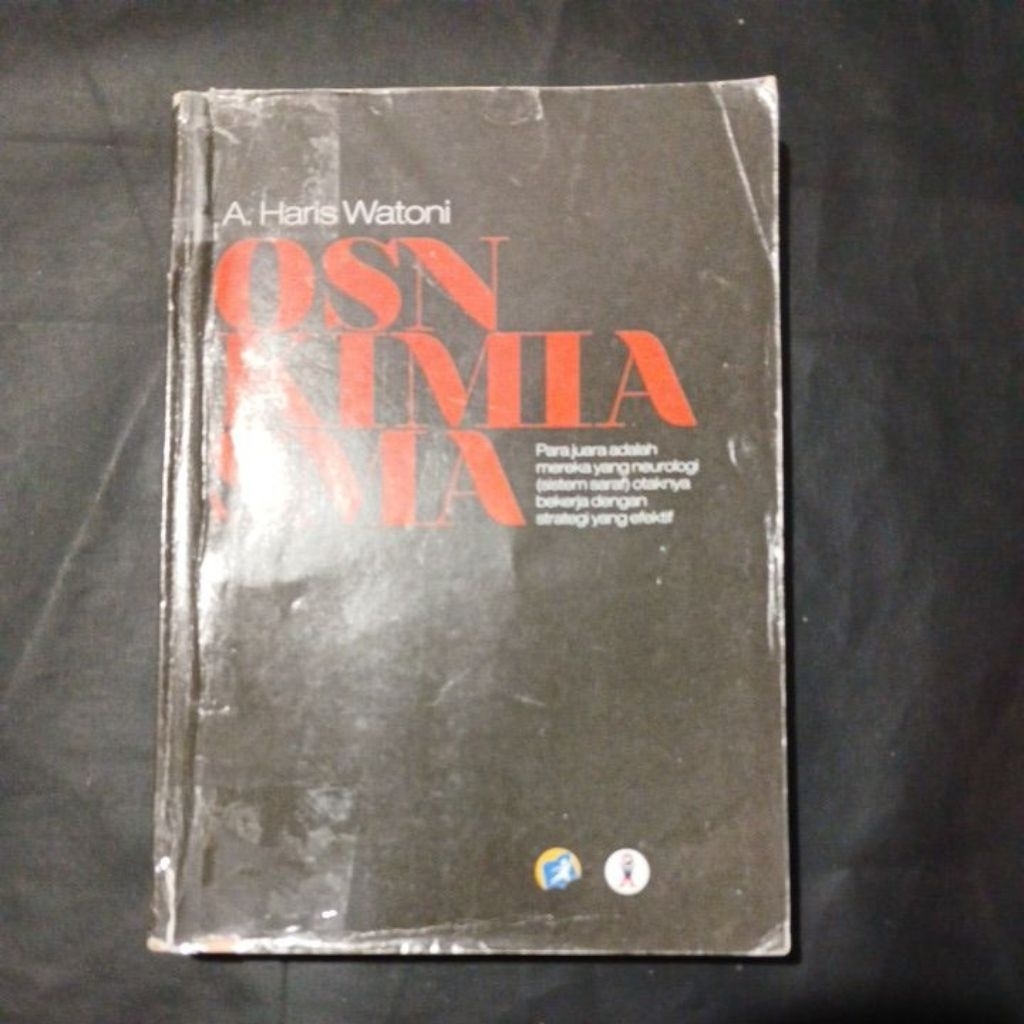 A. Haris Watoni
OSN
KIMIA
SMA
Para juara adalah
mereka yang neurologi
(sistem saraf) otaknya
bekerja dengan
strategi yang efektif